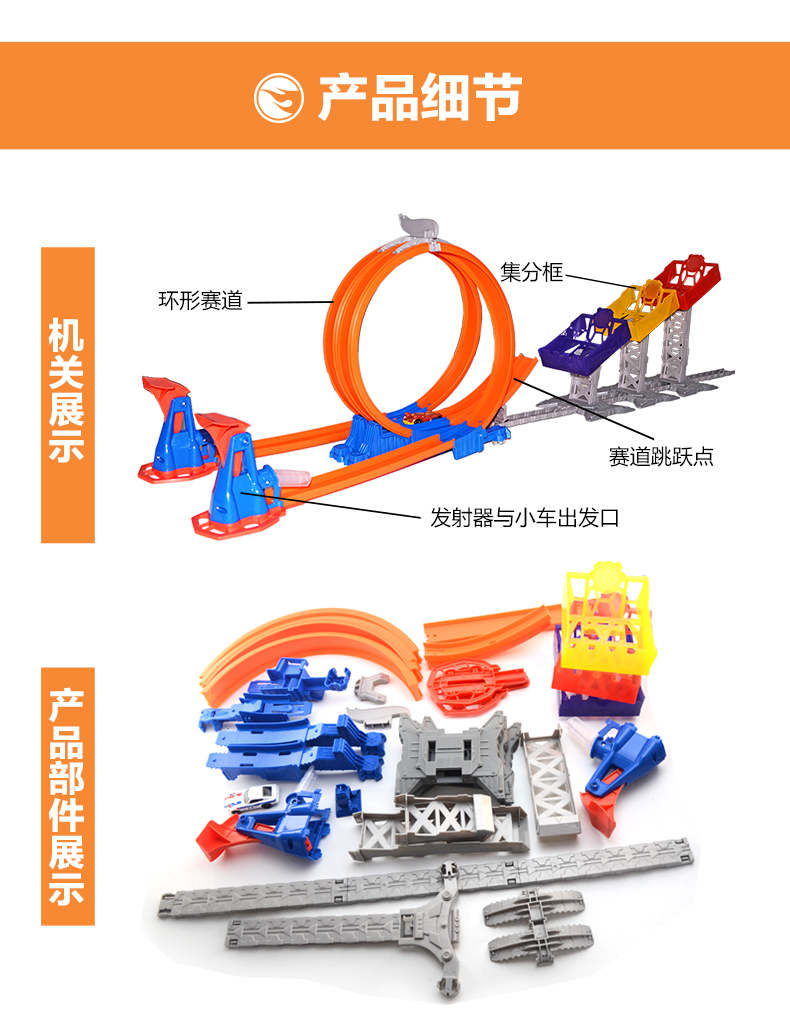 产品细节
机关展示
环形赛道
集分框
赛道跳跃点
发射器与小车出发口
产品部件展示